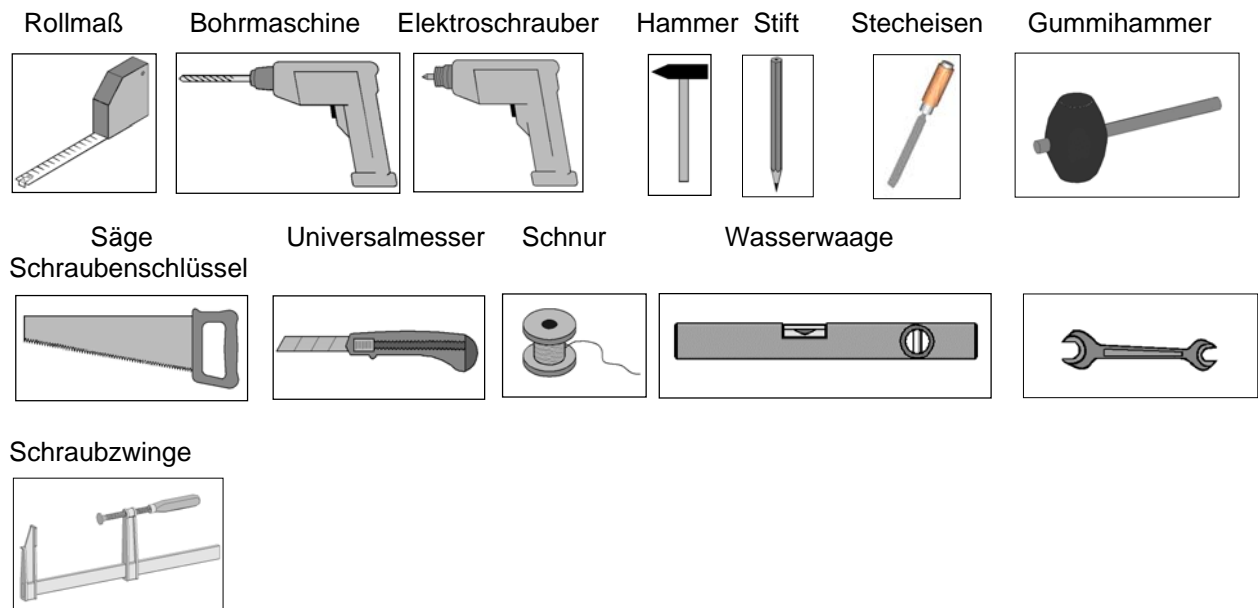 Rollmaß Bohrmaschine Elektroschrauber Hammer Stift Stecheisen Gummihammer
Säge Universalmesser Schnur Wasserwaage
Schraubenschlüssel
Schraubzwinge